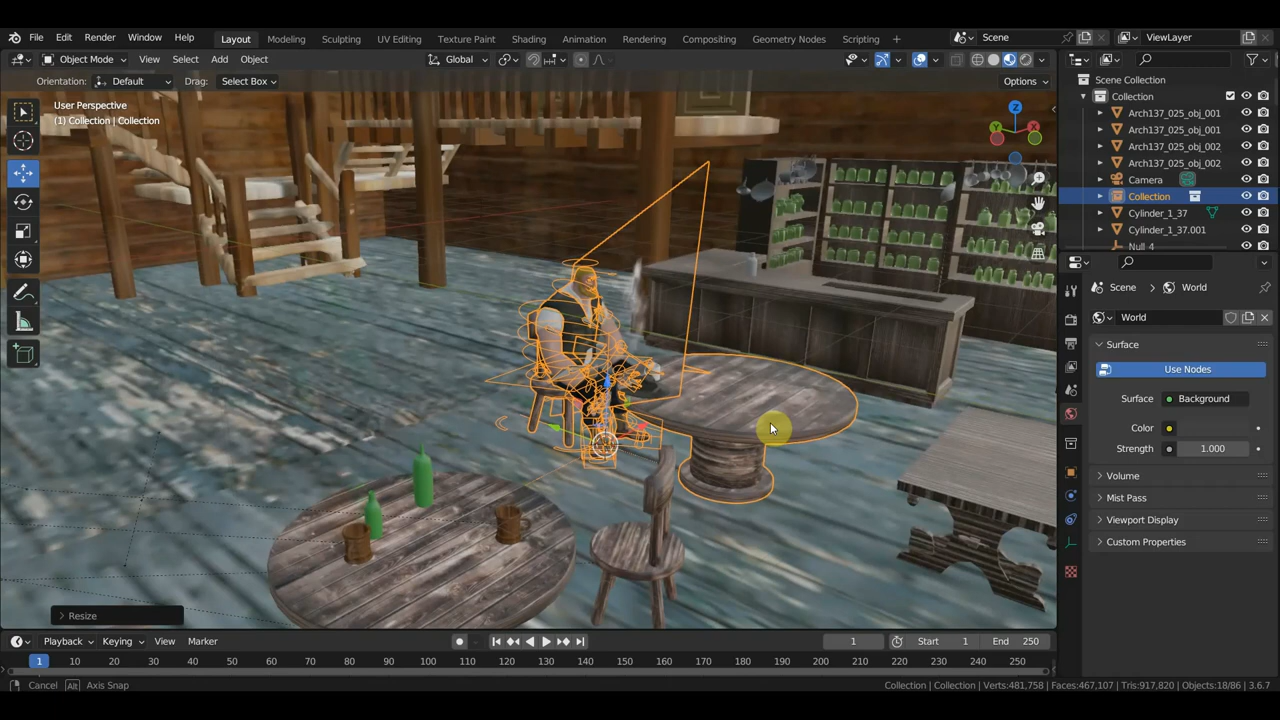 File Edit Render Window Help Layout Modeling Sculpting UV Editing Texture Paint Shading Animation Rendering Compositing Geometry Nodes Scripting + Scene ViewLayer
Object Mode View Select Add Object Global
Orientation: Default Drag: Select Box Options
User Perspective
(1) Collection | Collection
Z
Y
X
Scene Collection
Collection
Arch137_025_obj_001
Arch137_025_obj_001
Arch137_025_obj_002
Arch137_025_obj_002
Camera
Collection
Cylinder_1_37
Cylinder_1_37.001
Null_4
Scene > World
World
Surface
Use Nodes
Surface Background
Color
Strength 1.000
Volume
Mist Pass
Viewport Display
Custom Properties
Resize
Playback Keying View Marker 1 Start 1 End 250
1 10 20 30 40 50 60 70 80 90 100 110 120 130 140 150 160 170 180 190 200 210 220 230 240 250
Cancel Alt Axis Snap Collection | Collection | Verts:481,758 | Faces:467,107 | Tris:917,820 | Objects:18/86 | 3.6.7